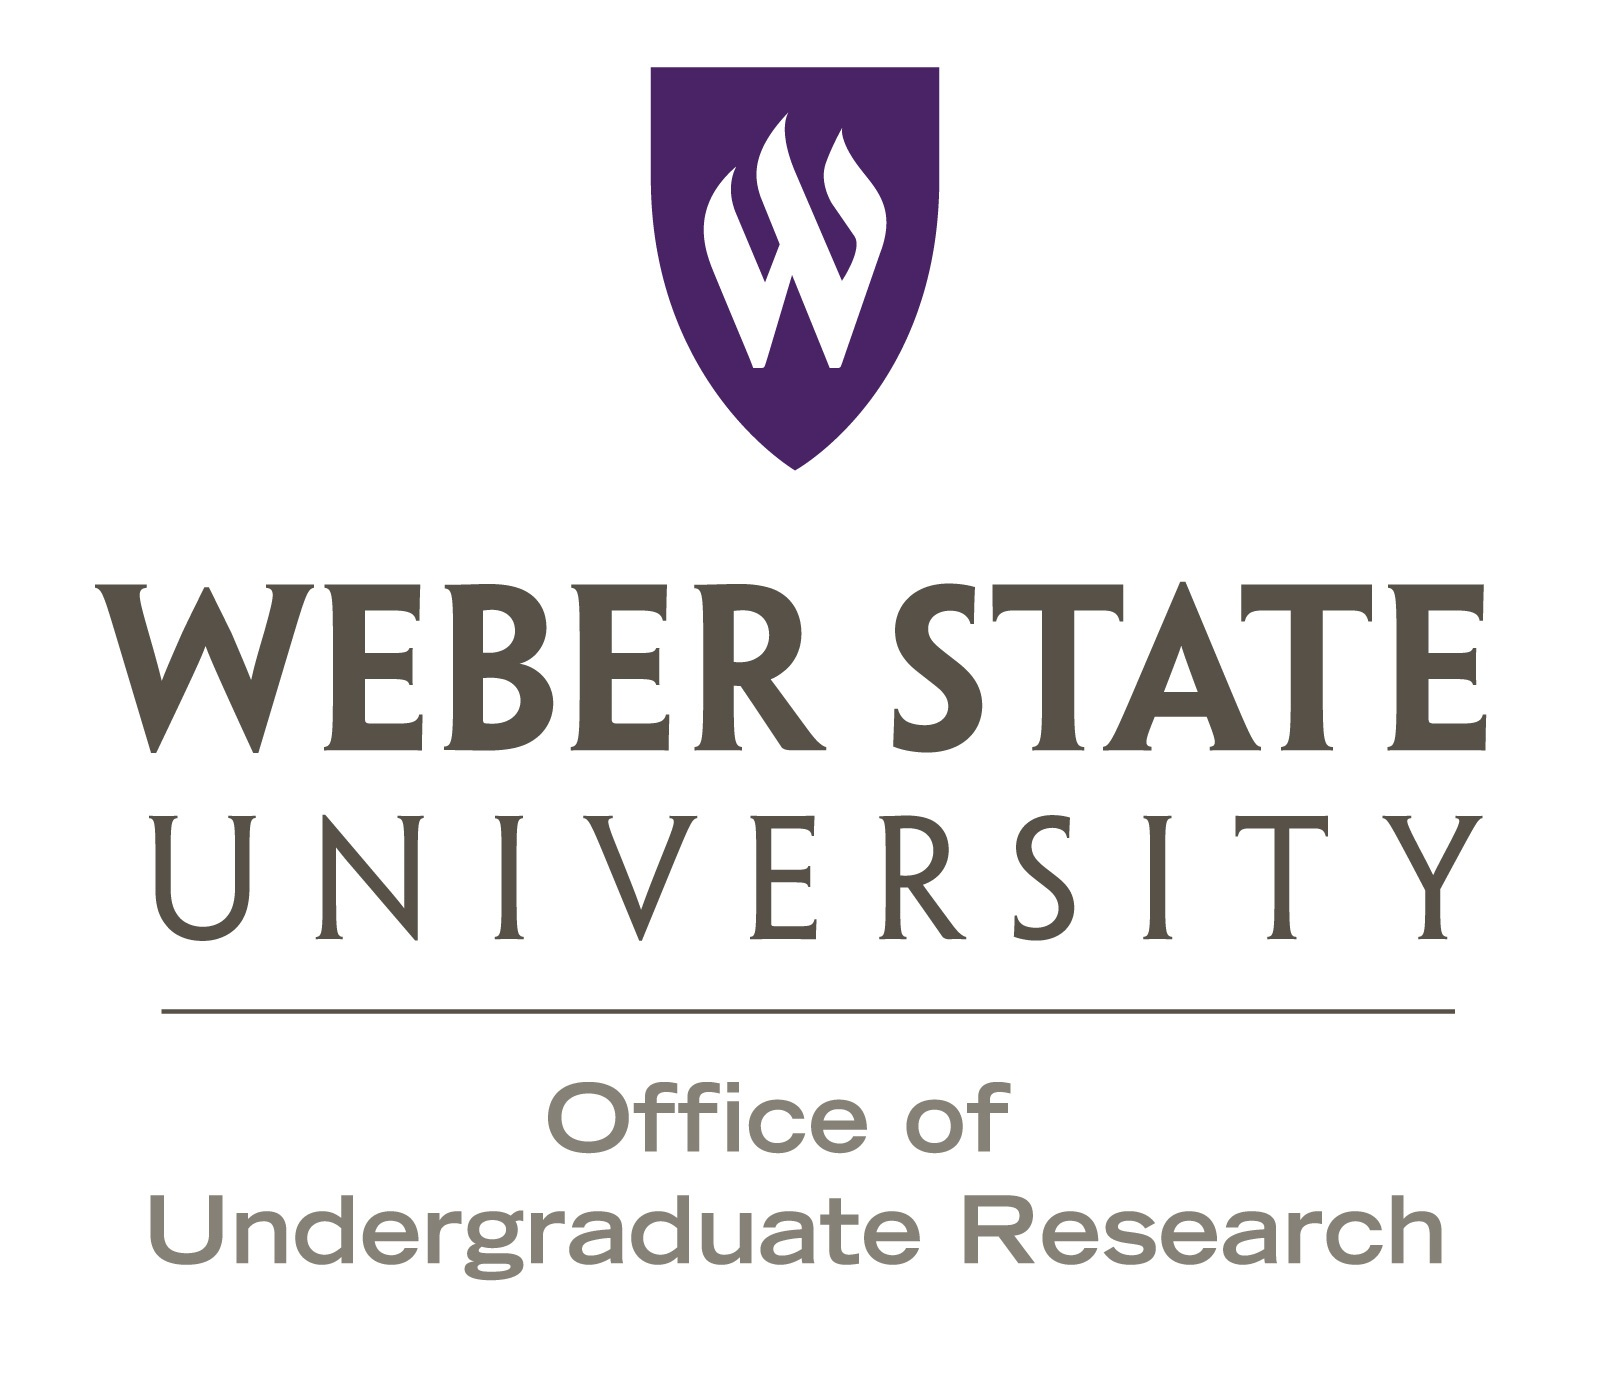 W
WEBER STATE
UNIVERSITY
Office of
Undergraduate Research